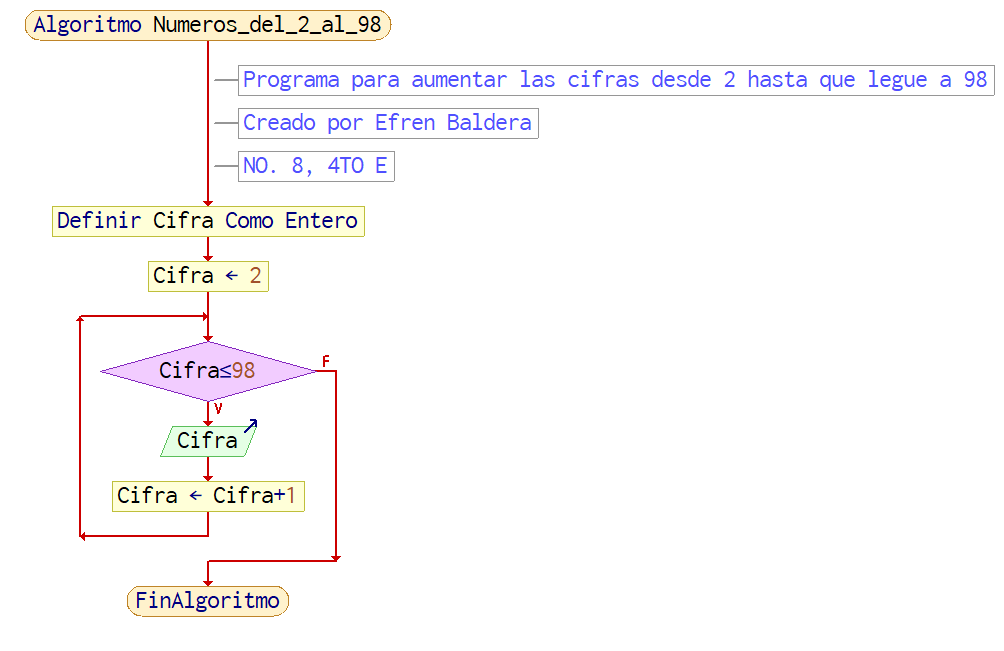 Algoritmo Numeros_del_2_al_98
Programa para aumentar las cifras desde 2 hasta que legue a 98
Creado por Efren Baldera
NO. 8, 4TO E
Definir Cifra Como Entero
Cifra ← 2
Cifra≤98
F
V
Cifra
Cifra ← Cifra+1
FinAlgoritmo